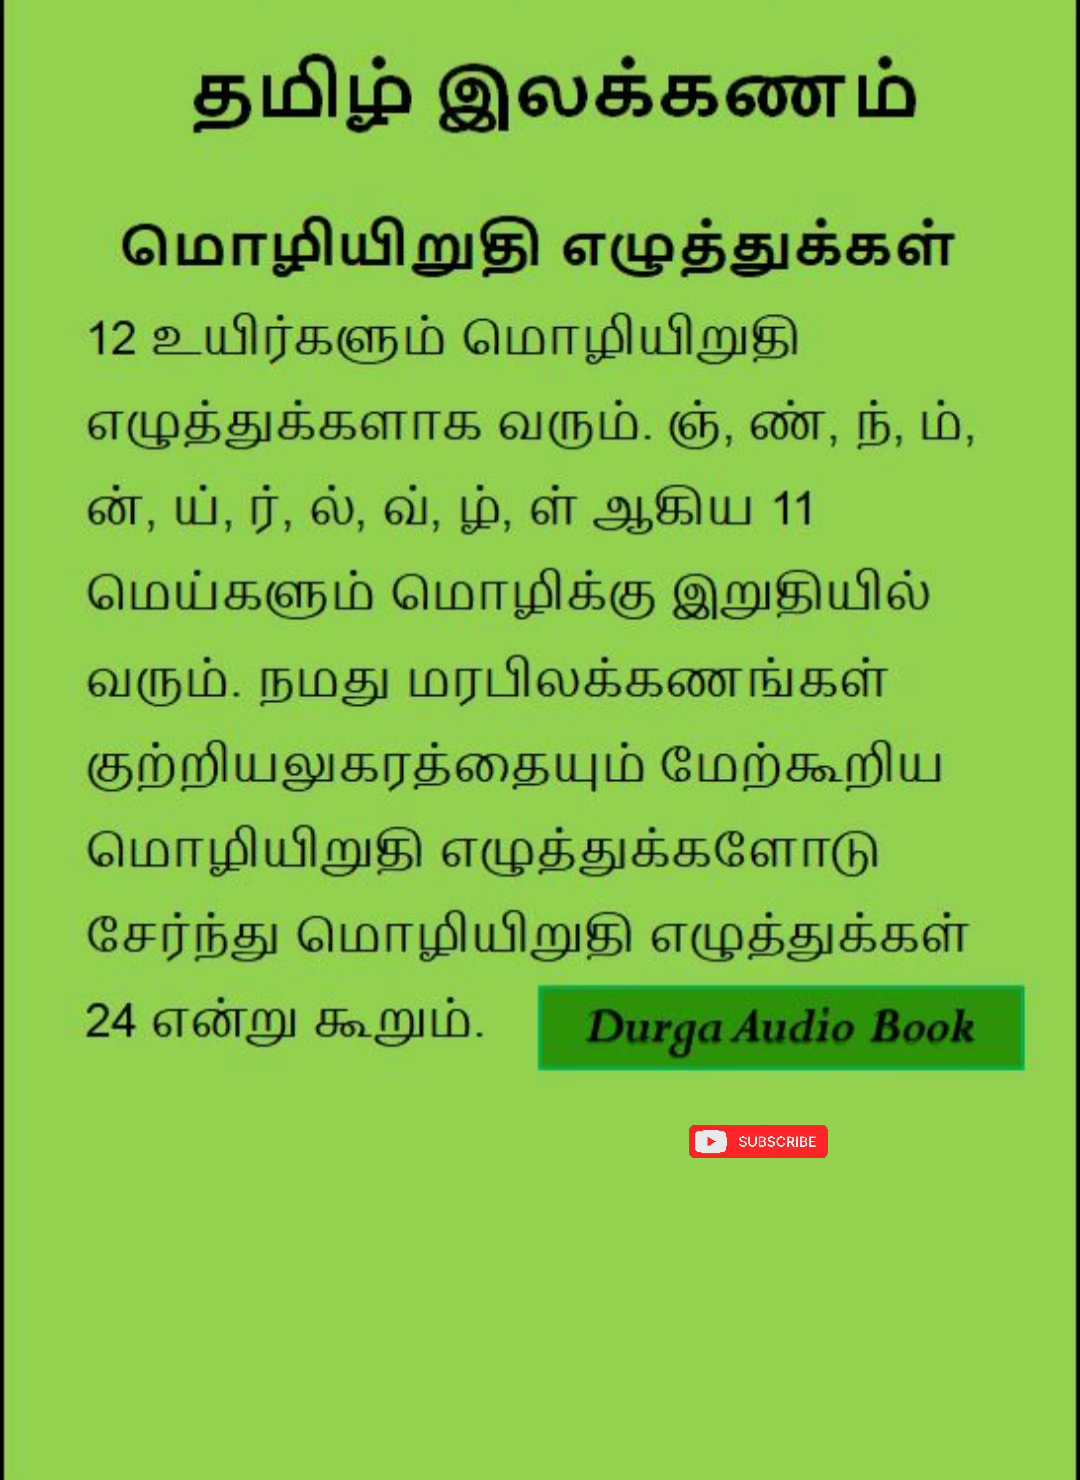 தமிழ் இலக்கணம்
மொழியிறுதி எழுத்துக்கள்
12 உயிர்களும் மொழியிறுதி
எழுத்துக்களாக வரும். ஞ், ண், ந், ம்,
ன், ய், ர், ல், வ், ழ், ள் ஆகிய 11
மெய்களும் மொழிக்கு இறுதியில்
வரும். நமது மரபிலக்கணங்கள்
குற்றியலுகரத்தையும் மேற்கூறிய
மொழியிறுதி எழுத்துக்களோடு
சேர்ந்து மொழியிறுதி எழுத்துக்கள்
24 என்று கூறும்.
Durga Audio Book
SUBSCRIBE